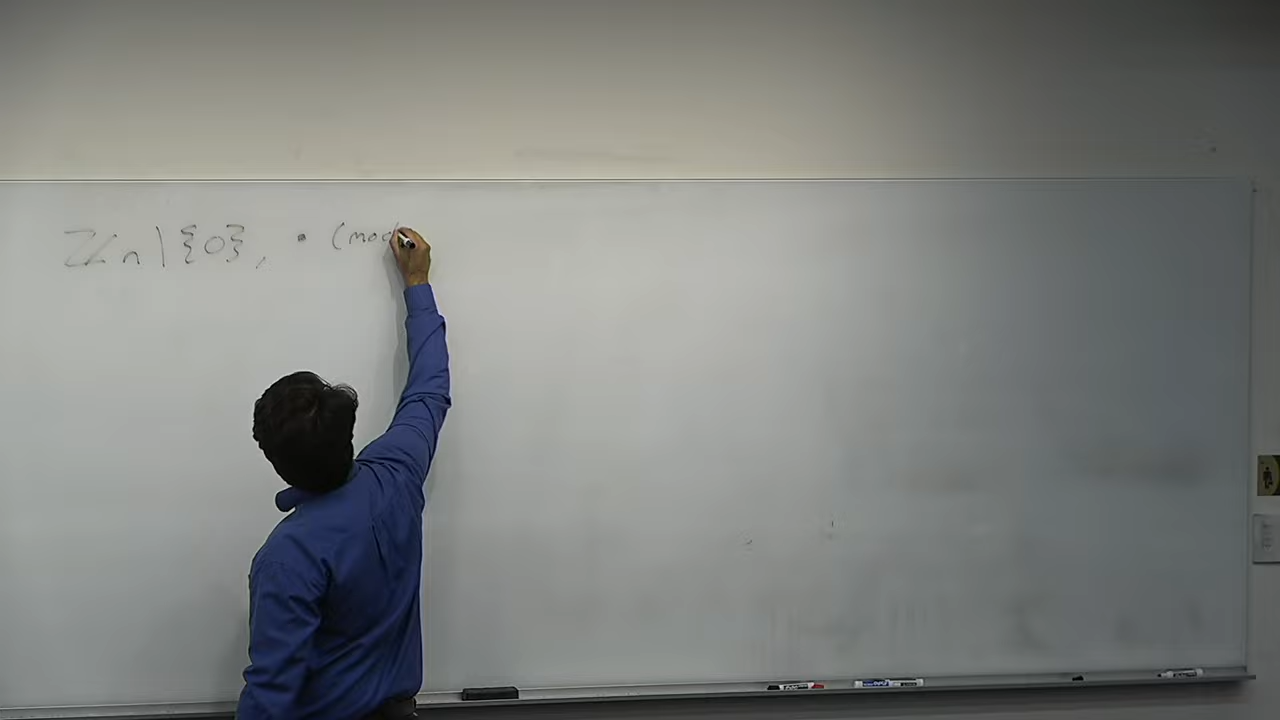 ℤn \ {0}, • (mod